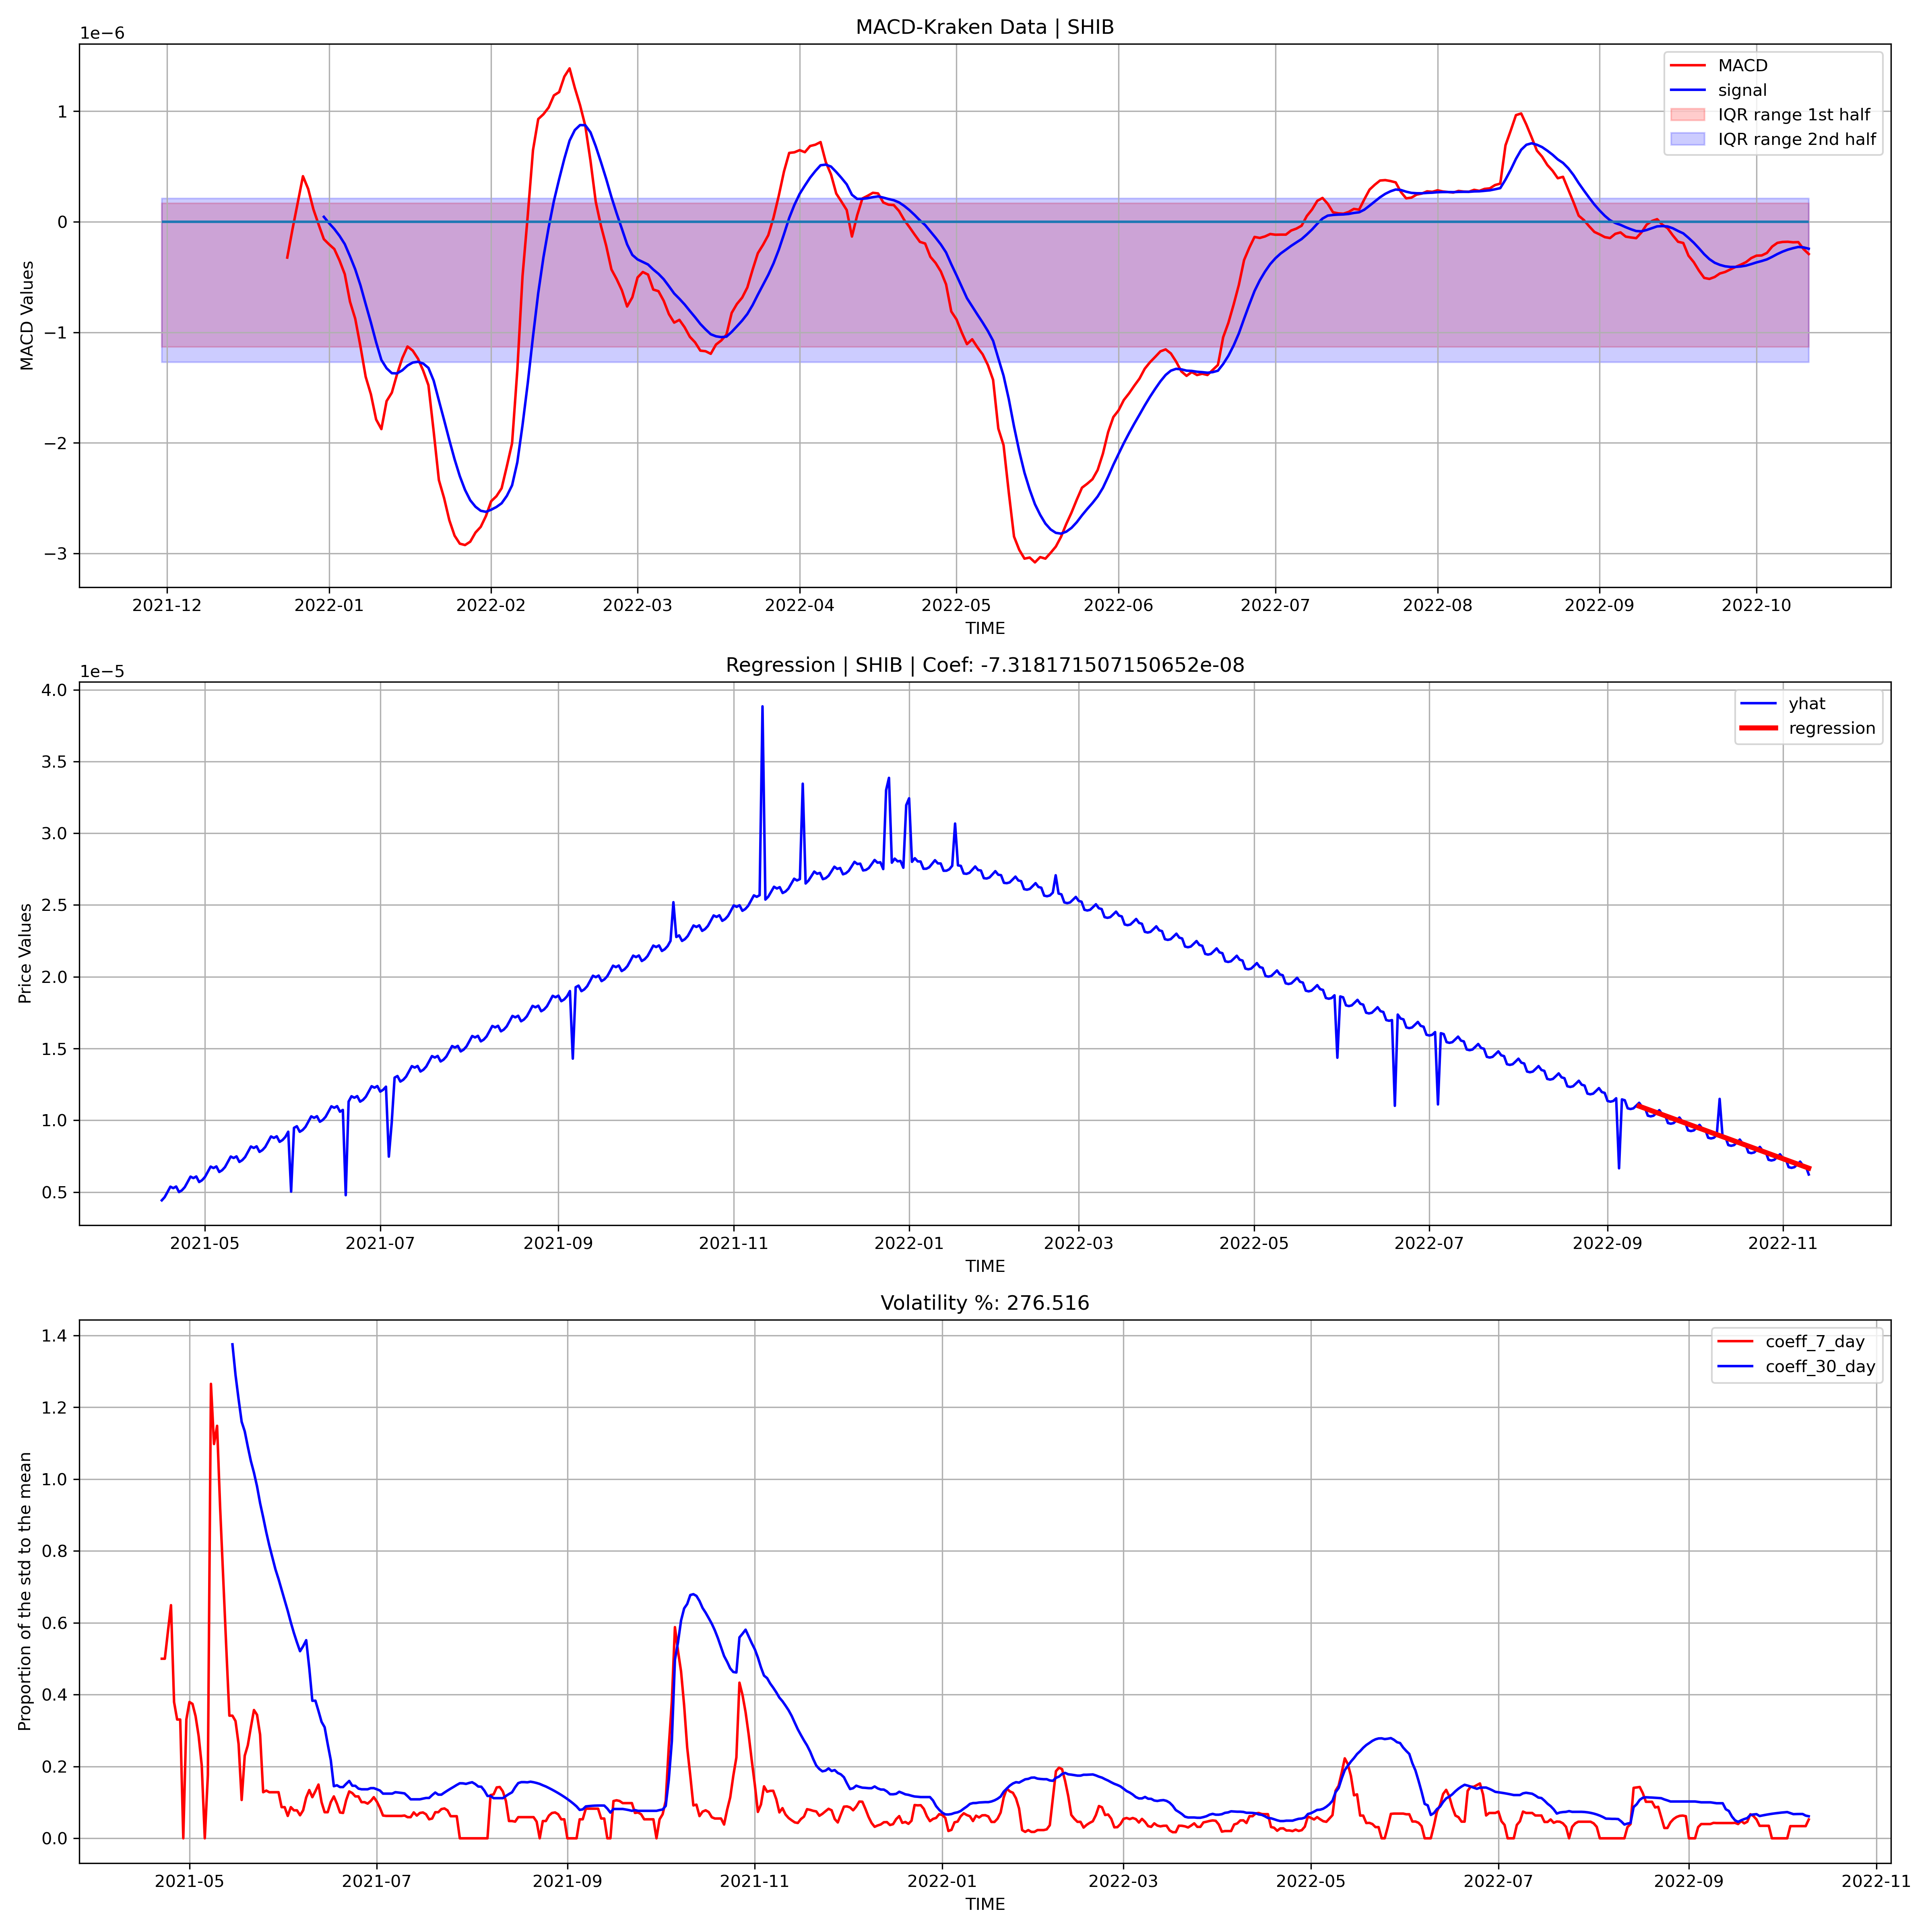 MACD-Kraken Data | SHIB
1e−6
MACD
signal
IQR range 1st half
IQR range 2nd half
1
0
−1
−2
−3
MACD Values
2021-12 2022-01 2022-02 2022-03 2022-04 2022-05 2022-06 2022-07 2022-08 2022-09 2022-10
TIME
Regression | SHIB | Coef: -7.318171507150652e-08
1e−5
yhat
regression
4.0
3.5
3.0
2.5
2.0
1.5
1.0
0.5
Price Values
2021-05 2021-07 2021-09 2021-11 2022-01 2022-03 2022-05 2022-07 2022-09 2022-11
TIME
Volatility %: 276.516
coeff_7_day
coeff_30_day
1.4
1.2
1.0
0.8
0.6
0.4
0.2
0.0
Proportion of the std to the mean
2021-05 2021-07 2021-09 2021-11 2022-01 2022-03 2022-05 2022-07 2022-09 2022-11
TIME